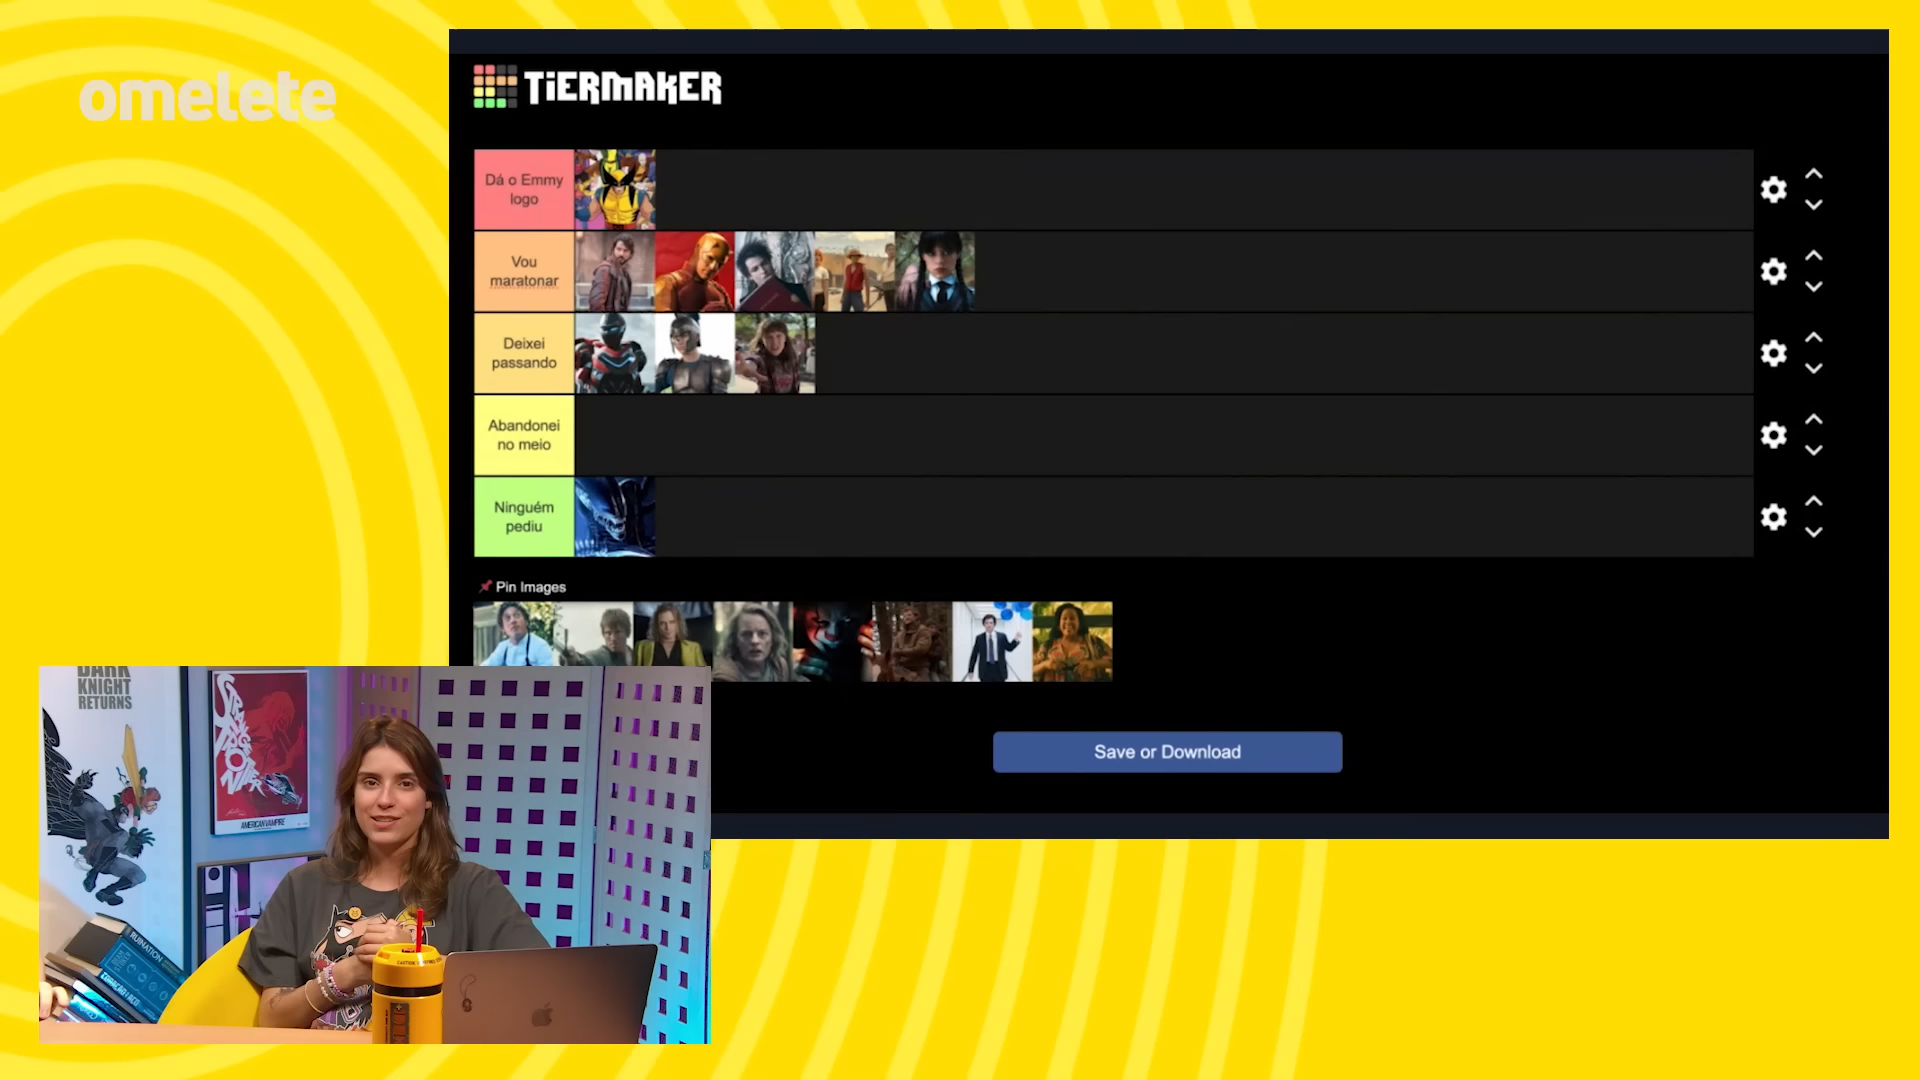 omelete
TiERMAKER
Dá o Emmy
logo
Vou
maratonar
Deixei
passando
Abandonei
no meio
Ninguém
pediu
Pin Images
Save or Download
DARK
KNIGHT
RETURNS
AMERICAN VAMPIRE
RUINATION